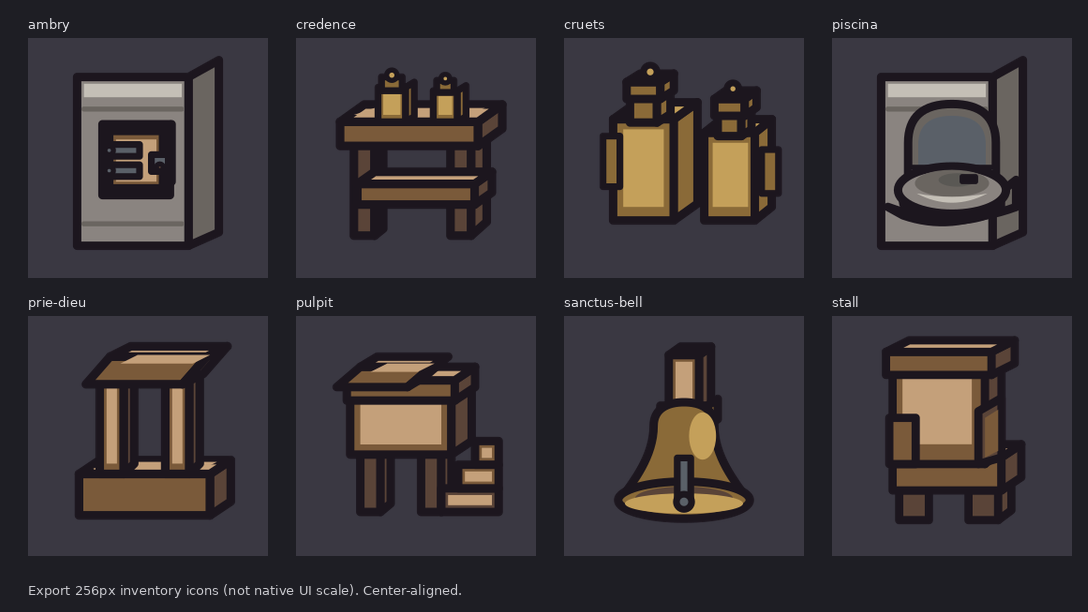 ambry
credence
cruets
piscina
prie-dieu
pulpit
sanctus-bell
stall
Export 256px inventory icons (not native UI scale). Center-aligned.